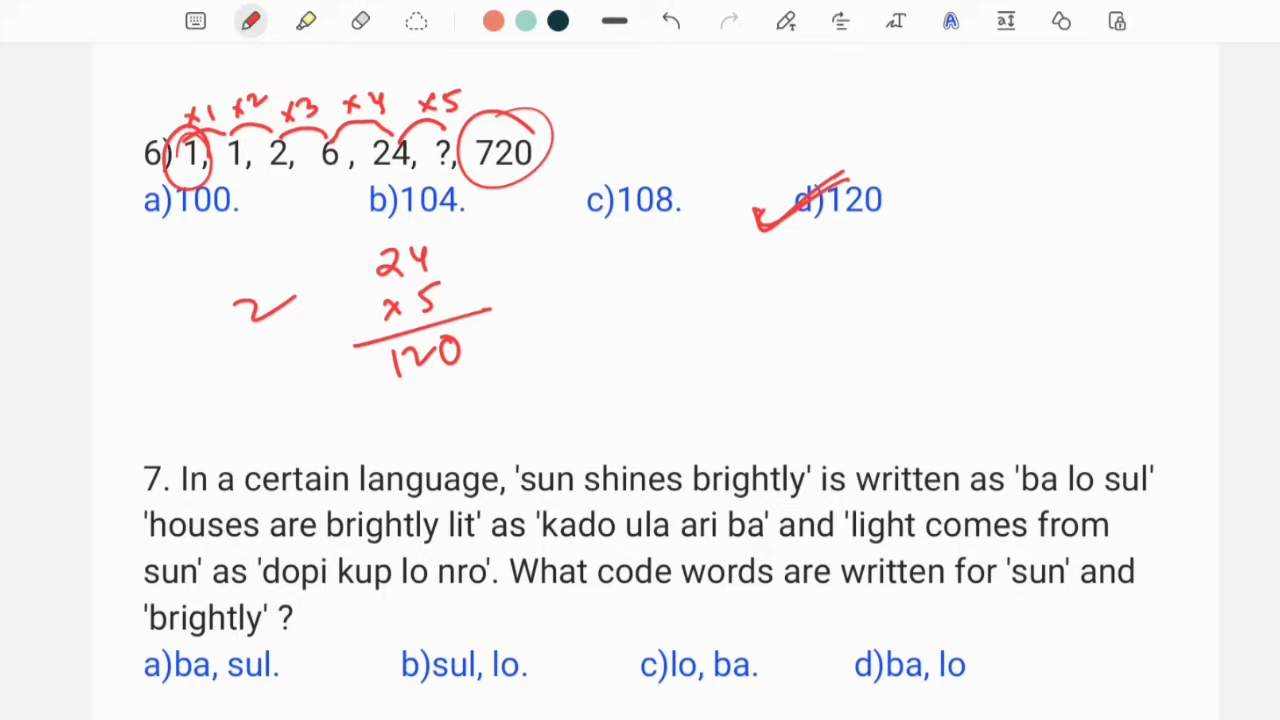 ×1 ×2 ×3 ×4 ×5
6) 1, 1, 2, 6 , 24, ?, 720
a)100. b)104. c)108. d)120
24
× 5
120
2
7. In a certain language, 'sun shines brightly' is written as 'ba lo sul'
'houses are brightly lit' as 'kado ula ari ba' and 'light comes from
sun' as 'dopi kup lo nro'. What code words are written for 'sun' and
'brightly' ?
a)ba, sul. b)sul, lo. c)lo, ba. d)ba, lo